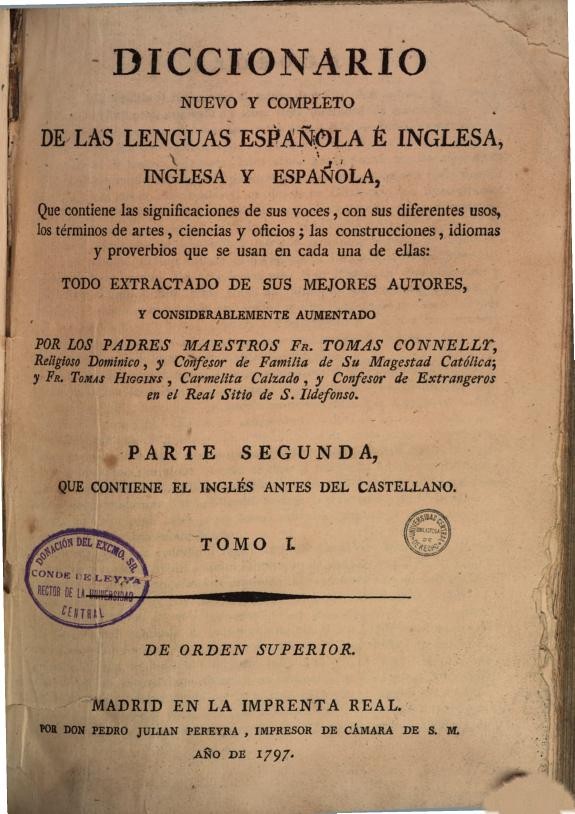 DICCIONARIO
NUEVO Y COMPLETO
DE LAS LENGUAS ESPAÑOLA É INGLESA,
INGLESA Y ESPAÑOLA,
Que contiene las significaciones de sus voces, con sus diferentes usos,
los términos de artes, ciencias y oficios; las construcciones, idiomas
y proverbios que se usan en cada una de ellas:
TODO EXTRACTADO DE SUS MEJORES AUTORES,
Y CONSIDERABLEMENTE AUMENTADO
POR LOS PADRES MAESTROS FR. TOMAS CONNELLY,
Religioso Dominico, y Confesor de Familia de Su Magestad Católica;
y FR. TOMAS HIGGINS, Carmelita Calzado, y Confesor de Extrangeros
en el Real Sitio de S. Ildefonso.
PARTE SEGUNDA,
QUE CONTIENE EL INGLÉS ANTES DEL CASTELLANO.
TOMO I.
UNIVERSIDAD CENTRAL
BIBLIOTECA
DE
DERECHO
DONACIÓN DEL EXCMO. SR.
CONDE DE LEYVA
RECTOR DE LA UNIVERSIDAD
CENTRAL
DE ORDEN SUPERIOR.
MADRID EN LA IMPRENTA REAL.
POR DON PEDRO JULIAN PEREYRA, IMPRESOR DE CÁMARA DE S. M.
AÑO DE 1797.